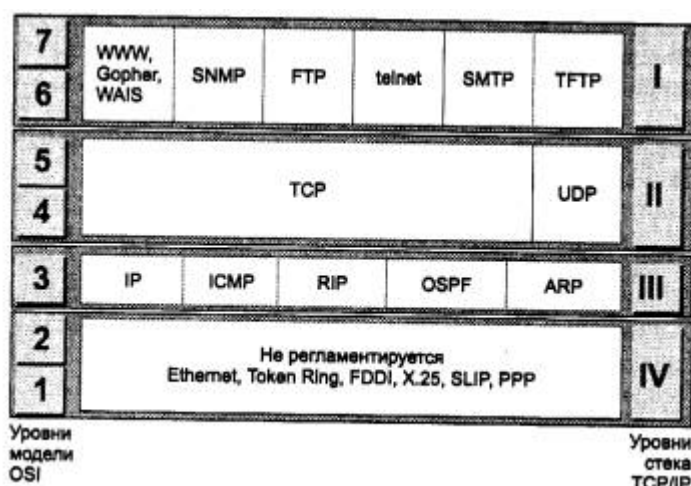 7
6
WWW,
Gopher,
WAIS
SNMP
FTP
telnet
SMTP
TFTP
I
5
4
TCP
UDP
II
3
IP
ICMP
RIP
OSPF
ARP
III
2
1
Не регламентируется
Ethernet, Token Ring, FDDI, X.25, SLIP, PPP
IV
Уровни
модели
OSI
Уровни
стека
TCP/IP